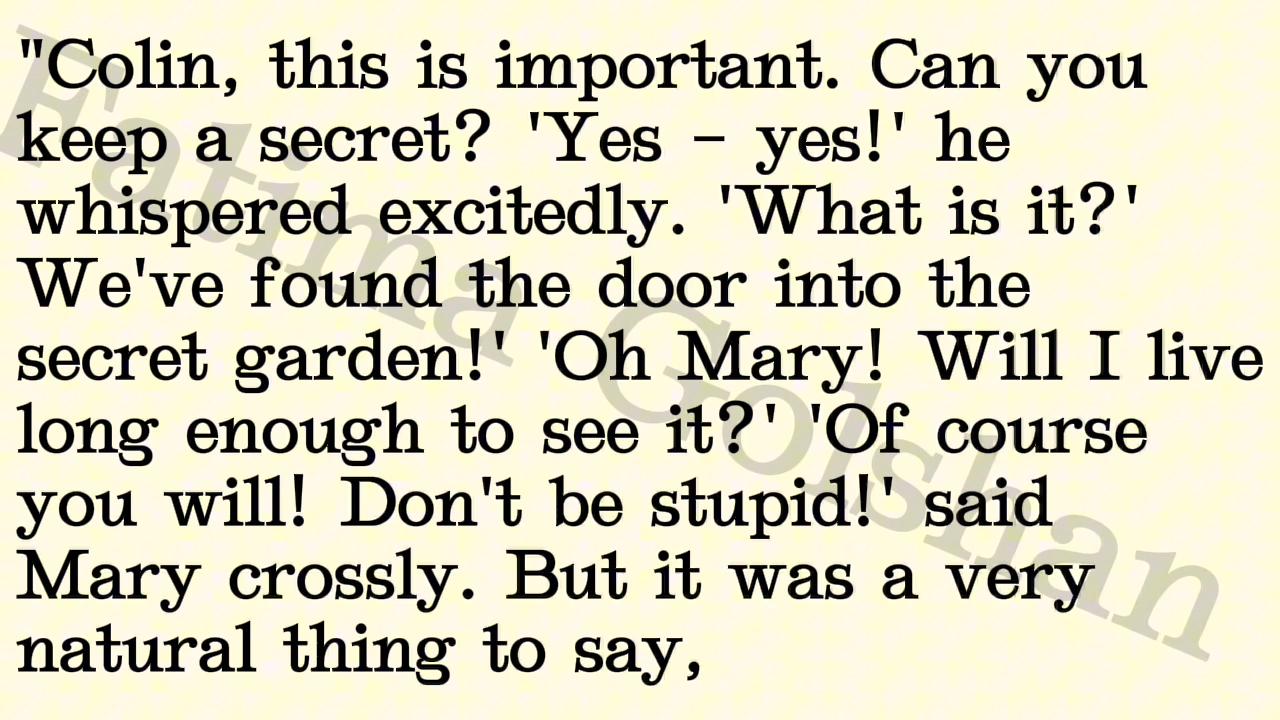 "Colin, this is important. Can you
keep a secret? 'Yes – yes!' he
whispered excitedly. 'What is it?'
We've found the door into the
secret garden!' 'Oh Mary! Will I live
long enough to see it?' 'Of course
you will! Don't be stupid!' said
Mary crossly. But it was a very
natural thing to say,
Fatima Golshan